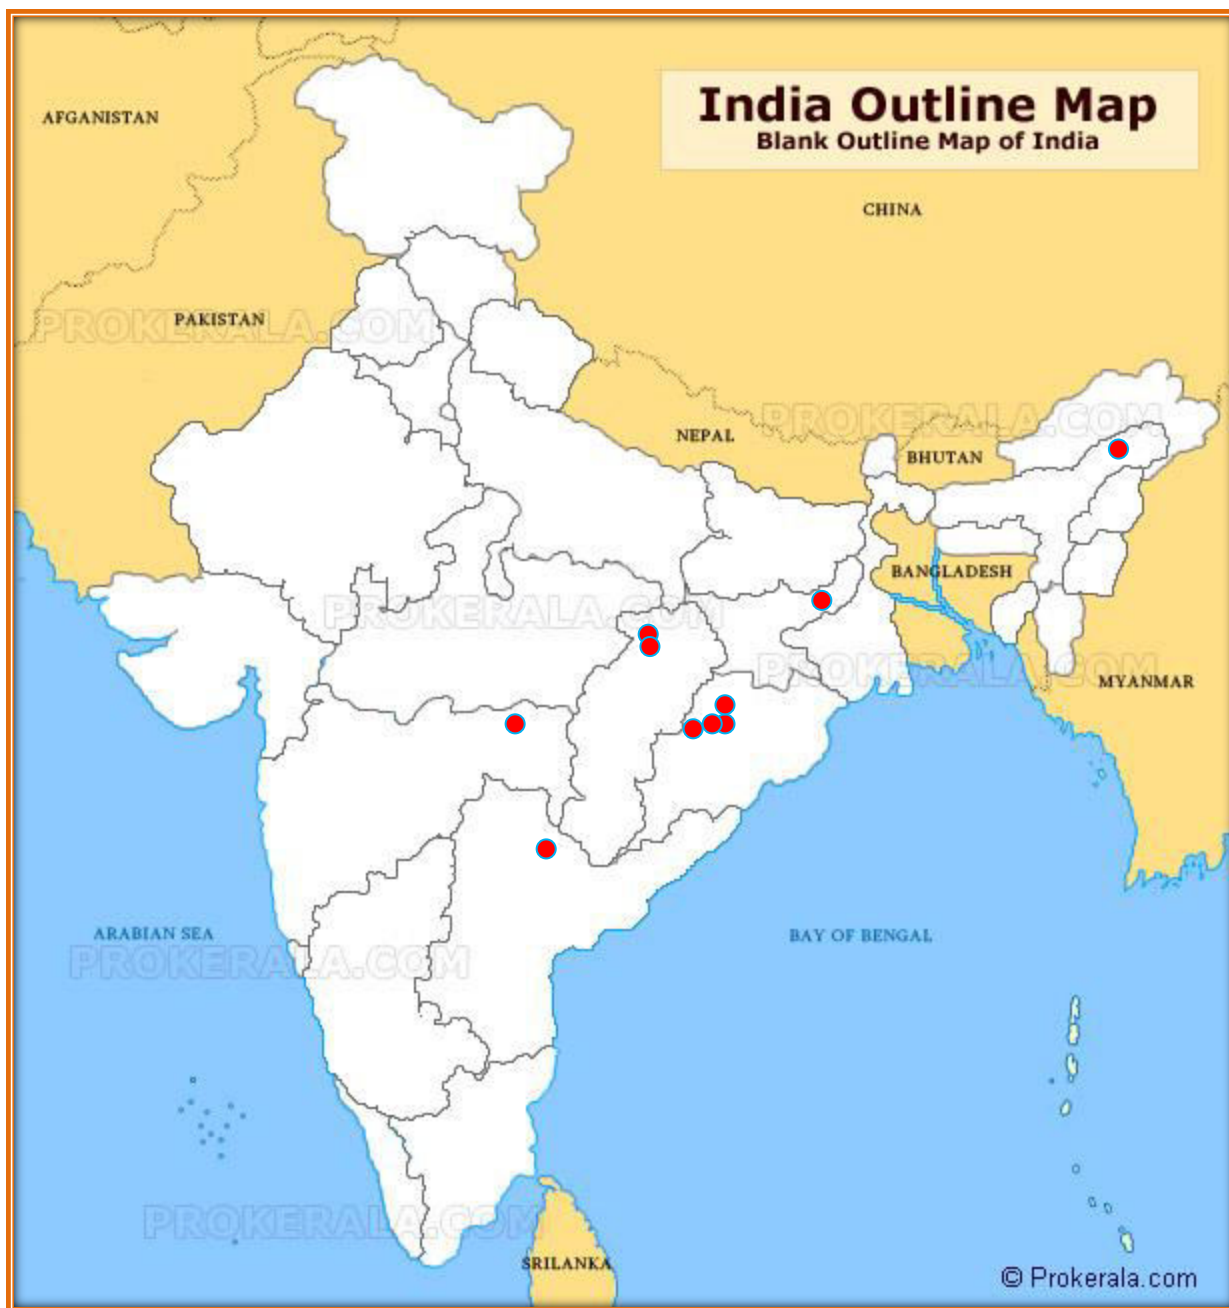 India Outline Map
Blank Outline Map of India
AFGANISTAN
CHINA
PAKISTAN
PROKERALA.COM
PROKERALA.COM
NEPAL
BHUTAN
BANGLADESH
PROKERALA.COM
PROKERALA.COM
MYANMAR
ARABIAN SEA
BAY OF BENGAL
PROKERALA.COM
PROKERALA.COM
SRILANKA
© Prokerala.com